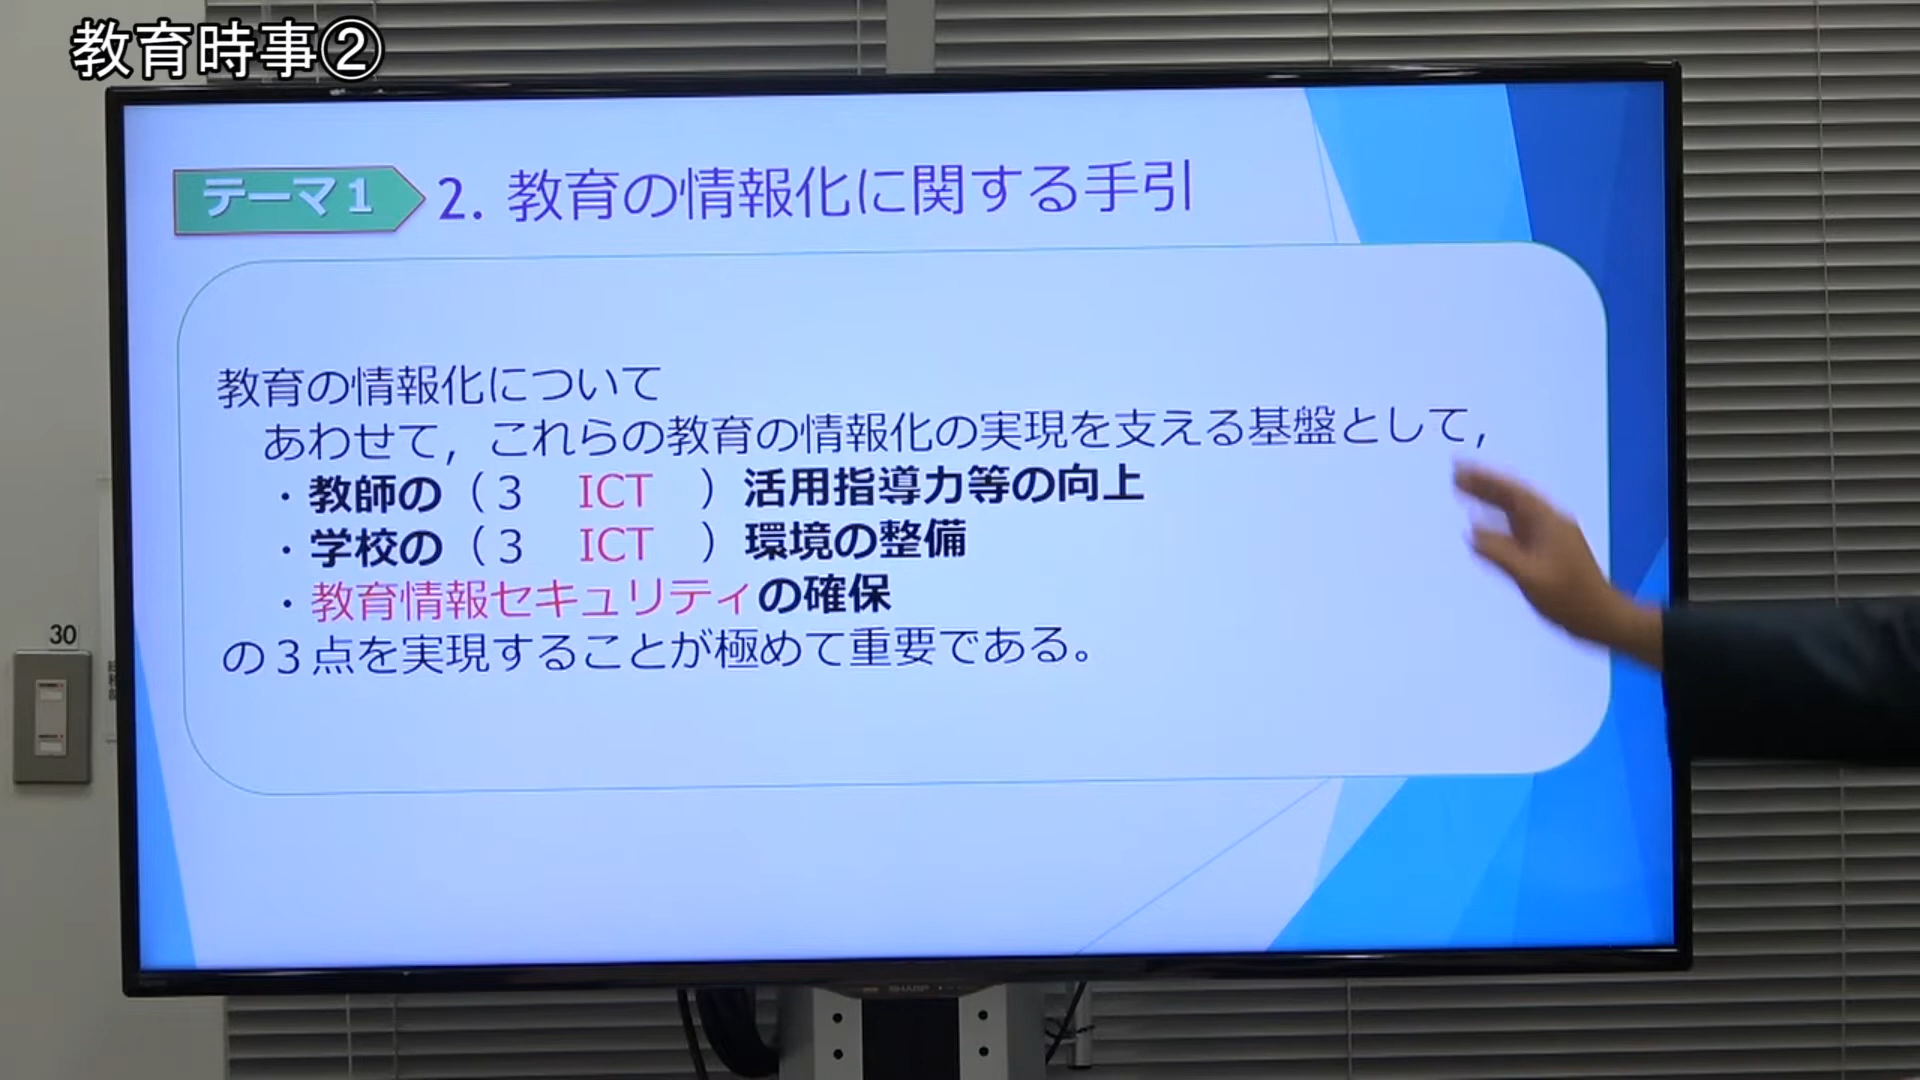 教育時事②
テーマ1 2. 教育の情報化に関する手引
教育の情報化について
あわせて，これらの教育の情報化の実現を支える基盤として，
・教師の（３　ICT　）活用指導力等の向上
・学校の（３　ICT　）環境の整備
・教育情報セキュリティの確保
の３点を実現することが極めて重要である。
30
SHARP